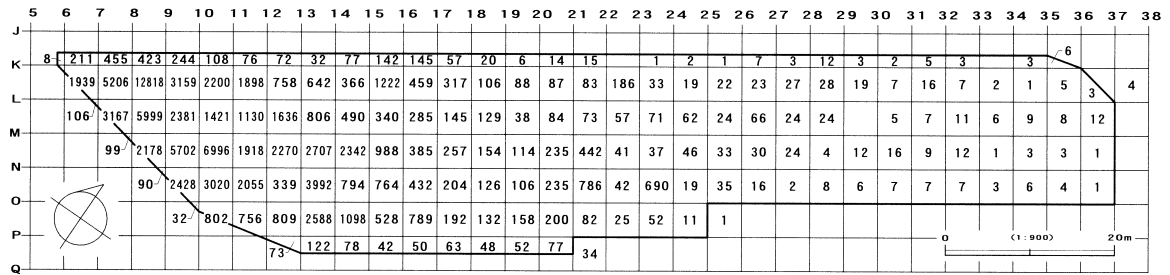 5 6 7 8 9 10 11 12 13 14 15 16 17 18 19 20 21 22 23 24 25 26 27 28 29 30 31 32 33 34 35 36 37 38
J
6
8 211 455 423 244 108 76 72 32 77 142 145 57 20 6 14 15 1 2 1 7 3 12 3 2 5 3 3
K
1939 5206 12818 3159 2200 1898 758 642 366 1222 459 317 106 88 87 83 186 33 19 22 23 27 28 19 7 16 7 2 1 5 3 4
L
106 3167 5999 2381 1421 1130 1636 806 490 340 285 145 129 38 84 73 57 71 62 24 66 24 24 5 7 11 6 9 8 12
M
99 2178 5702 6996 1918 2270 2707 2342 988 385 257 154 114 235 442 41 37 46 33 30 24 4 12 16 9 12 1 3 3 1
N
90 2428 3020 2055 339 3992 794 764 432 204 126 106 235 786 42 690 19 35 16 2 8 6 7 7 7 3 6 4 1
O
32 802 756 809 2588 1098 528 789 192 132 158 200 82 25 52 11 1
P
0 (1:900) 20m
73 122 78 42 50 63 48 52 77 34
Q